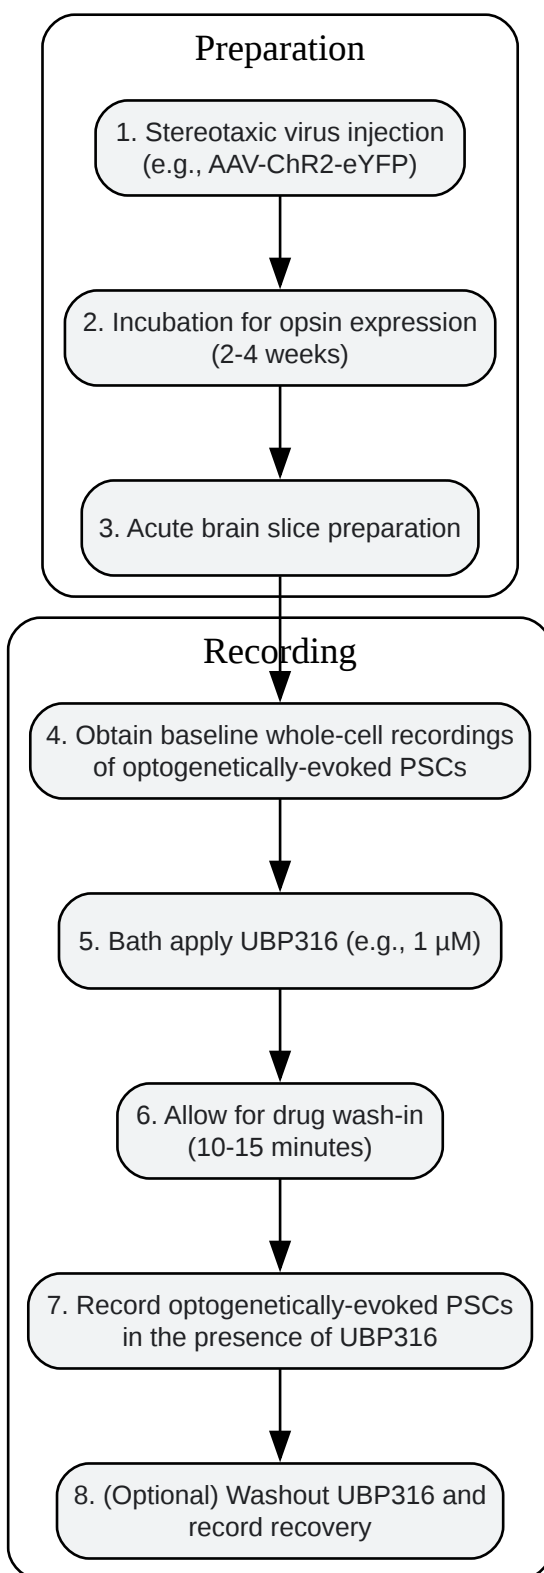 Preparation
1. Stereotaxic virus injection
(e.g., AAV-ChR2-eYFP)
2. Incubation for opsin expression
(2-4 weeks)
3. Acute brain slice preparation
Recording
4. Obtain baseline whole-cell recordings
of optogenetically-evoked PSCs
5. Bath apply UBP316 (e.g., 1 µM)
6. Allow for drug wash-in
(10-15 minutes)
7. Record optogenetically-evoked PSCs
in the presence of UBP316
8. (Optional) Washout UBP316 and
record recovery